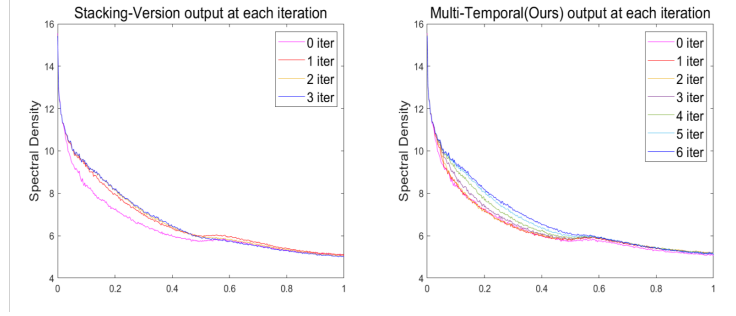 Stacking-Version output at each iteration
16
14
12
10
8
6
4
Spectral Density
0 iter
1 iter
2 iter
3 iter
0
0.2
0.4
0.6
0.8
1
Multi-Temporal(Ours) output at each iteration
16
14
12
10
8
6
4
Spectral Density
0 iter
1 iter
2 iter
3 iter
4 iter
5 iter
6 iter
0
0.2
0.4
0.6
0.8
1